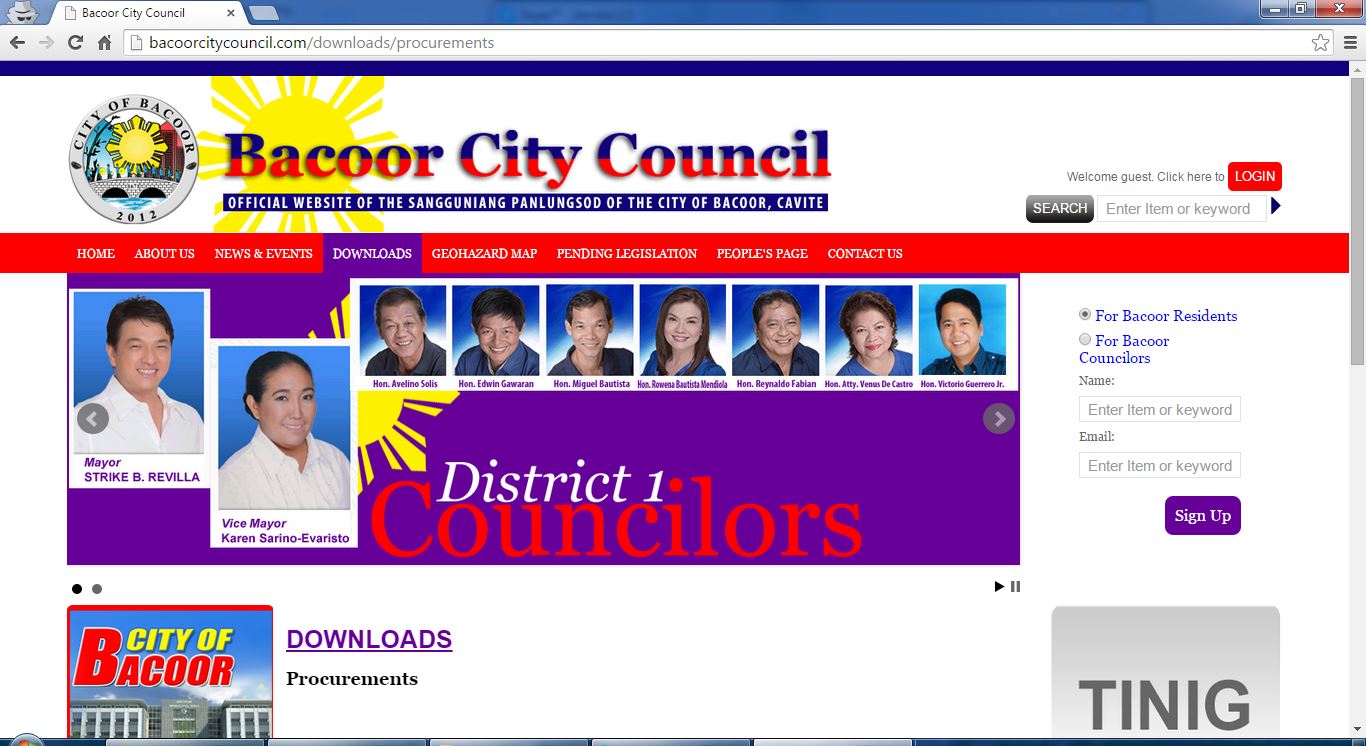 Bacoor City Council
bacoorcitycouncil.com/downloads/procurements
CITY OF BACOOR
2012
Bacoor City Council
OFFICIAL WEBSITE OF THE SANGGUNIANG PANLUNGSOD OF THE CITY OF BACOOR, CAVITE
Welcome guest. Click here to LOGIN
SEARCH Enter Item or keyword
HOME ABOUT US NEWS & EVENTS DOWNLOADS GEOHAZARD MAP PENDING LEGISLATION PEOPLE'S PAGE CONTACT US
Hon. Avelino Solis Hon. Edwin Gawaran Hon. Miguel Bautista Hon. Rowena Bautista Mendiola Hon. Reynaldo Fabian Hon. Atty. Venus De Castro Hon. Victorio Guerrero Jr.
Mayor
STRIKE B. REVILLA
Vice Mayor
Karen Sarino-Evaristo
District 1
Councilors
For Bacoor Residents
For Bacoor
Councilors
Name:
Enter Item or keyword
Email:
Enter Item or keyword
Sign Up
CITY OF
BACOOR
DOWNLOADS
Procurements
TINIG